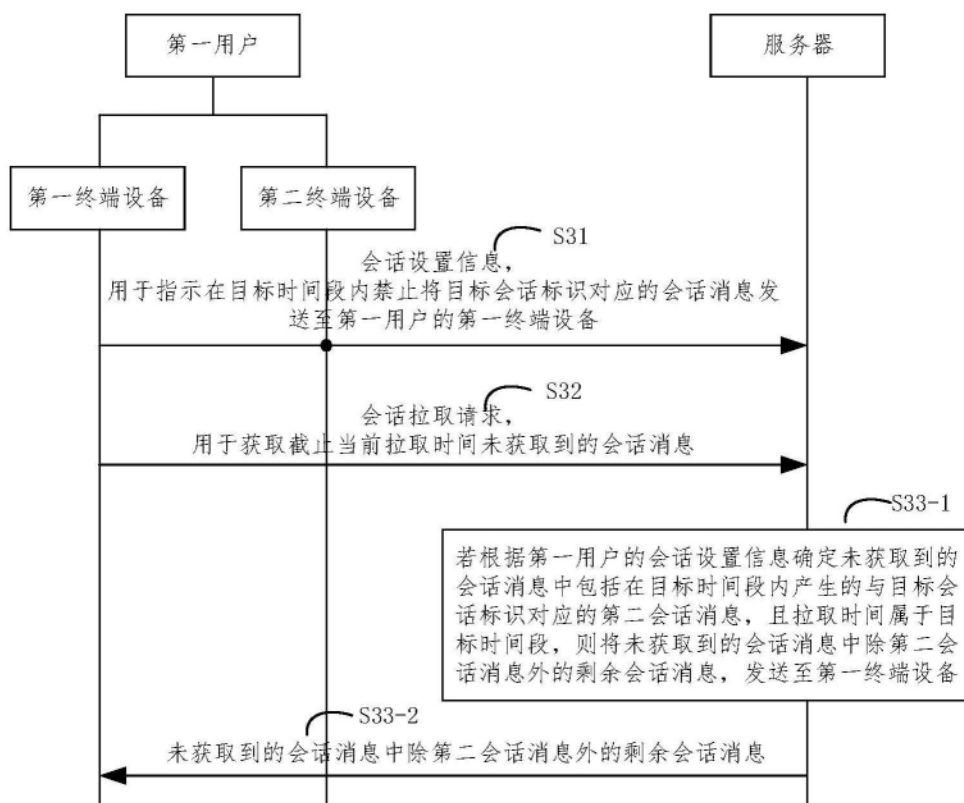 第一用户
服务器
第一终端设备
第二终端设备
S31
会话设置信息，
用于指示在目标时间段内禁止将目标会话标识对应的会话消息发
送至第一用户的第一终端设备
S32
会话拉取请求，
用于获取截止当前拉取时间未获取到的会话消息
S33-1
若根据第一用户的会话设置信息确定未获取到的
会话消息中包括在目标时间段内产生的与目标会
话标识对应的第二会话消息，且拉取时间属于目
标时间段，则将未获取到的会话消息中除第二会
话消息外的剩余会话消息，发送至第一终端设备
S33-2
未获取到的会话消息中除第二会话消息外的剩余会话消息